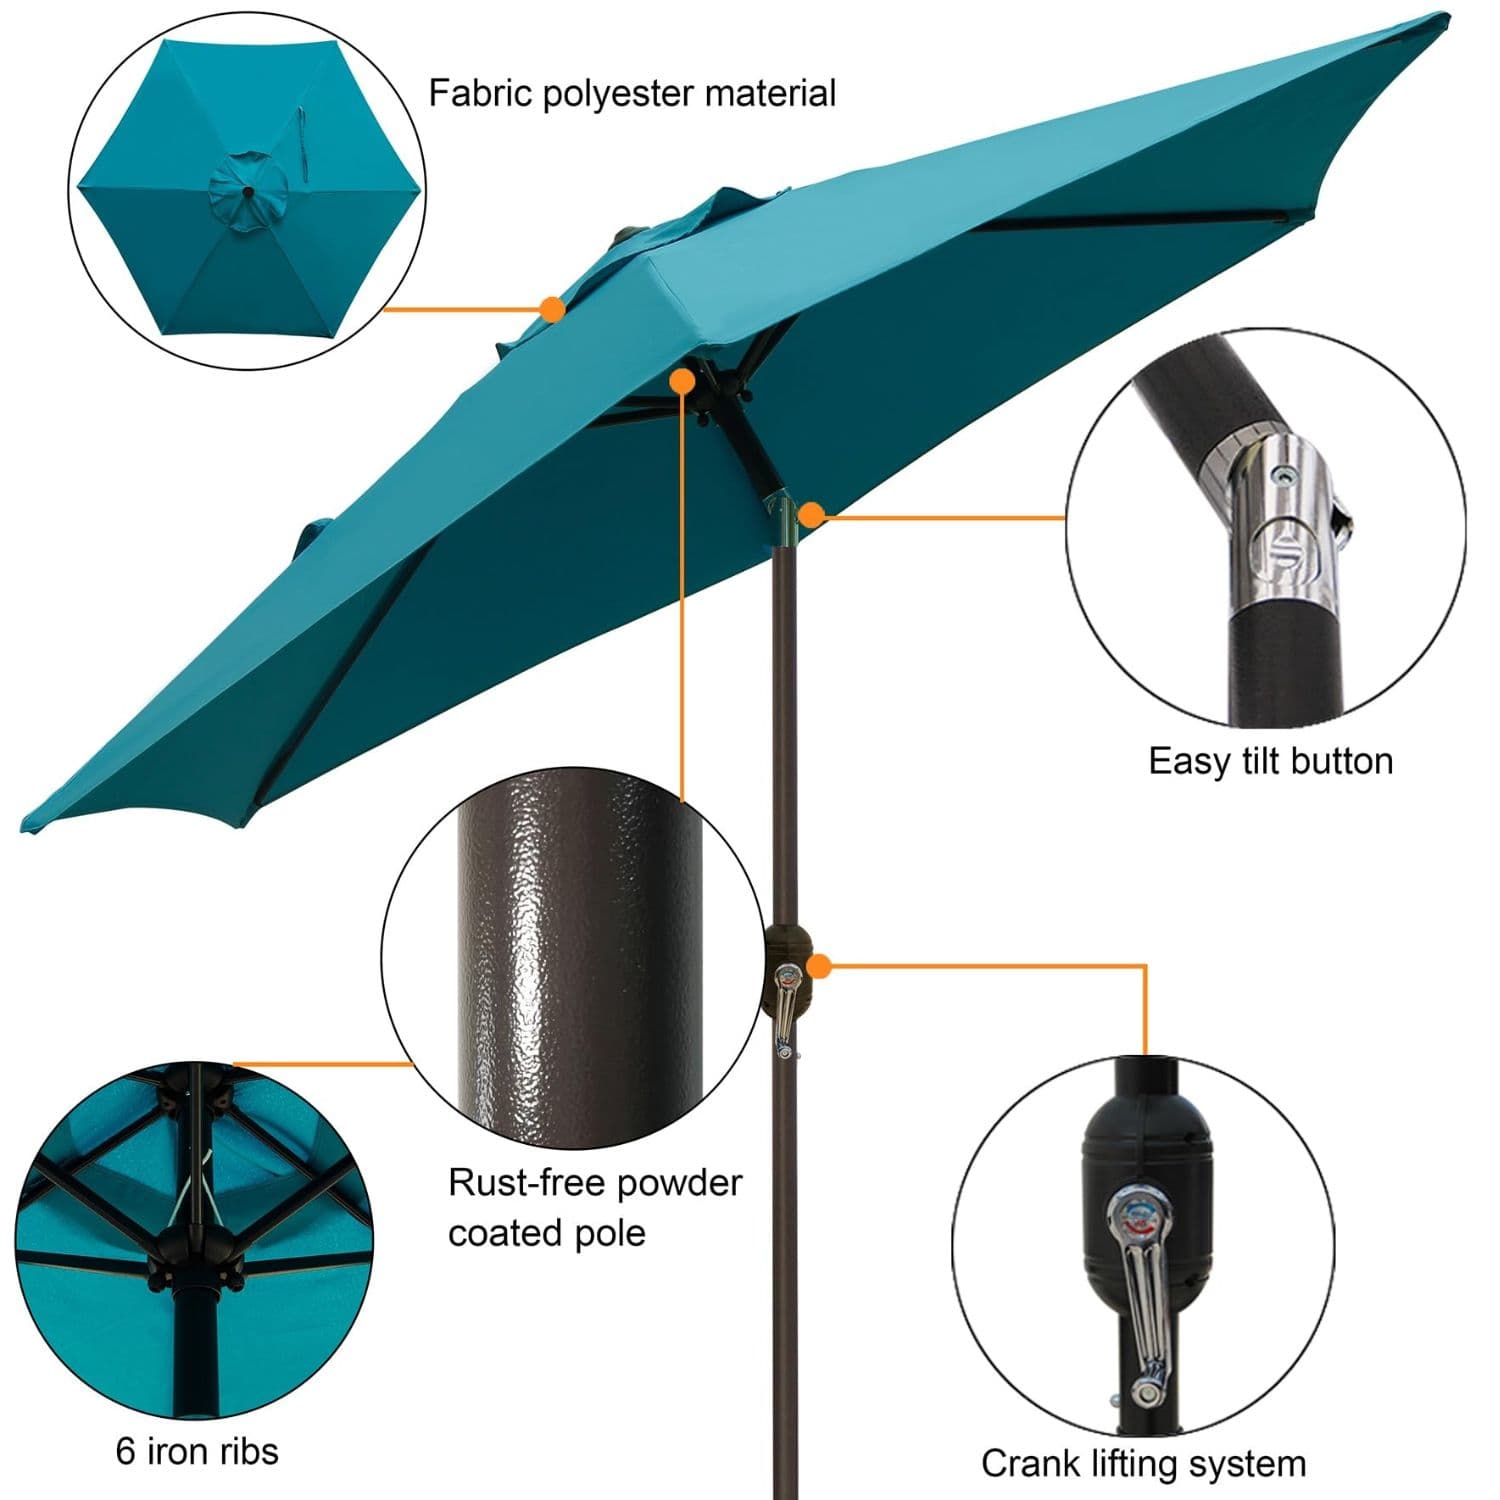 Fabric polyester material
Easy tilt button
Rust-free powder
coated pole
6 iron ribs
Crank lifting system